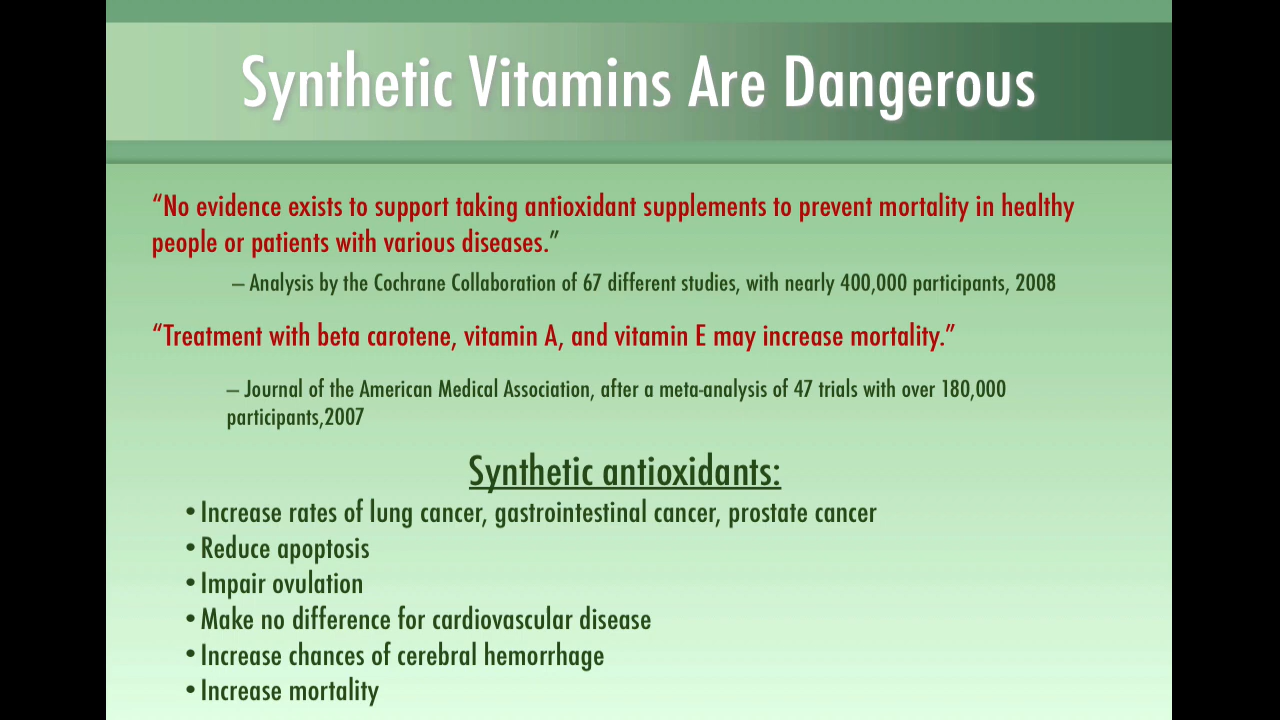 Synthetic Vitamins Are Dangerous
“No evidence exists to support taking antioxidant supplements to prevent mortality in healthy
people or patients with various diseases.”
– Analysis by the Cochrane Collaboration of 67 different studies, with nearly 400,000 participants, 2008
“Treatment with beta carotene, vitamin A, and vitamin E may increase mortality.”
– Journal of the American Medical Association, after a meta-analysis of 47 trials with over 180,000
participants,2007
Synthetic antioxidants:
• Increase rates of lung cancer, gastrointestinal cancer, prostate cancer
• Reduce apoptosis
• Impair ovulation
• Make no difference for cardiovascular disease
• Increase chances of cerebral hemorrhage
• Increase mortality